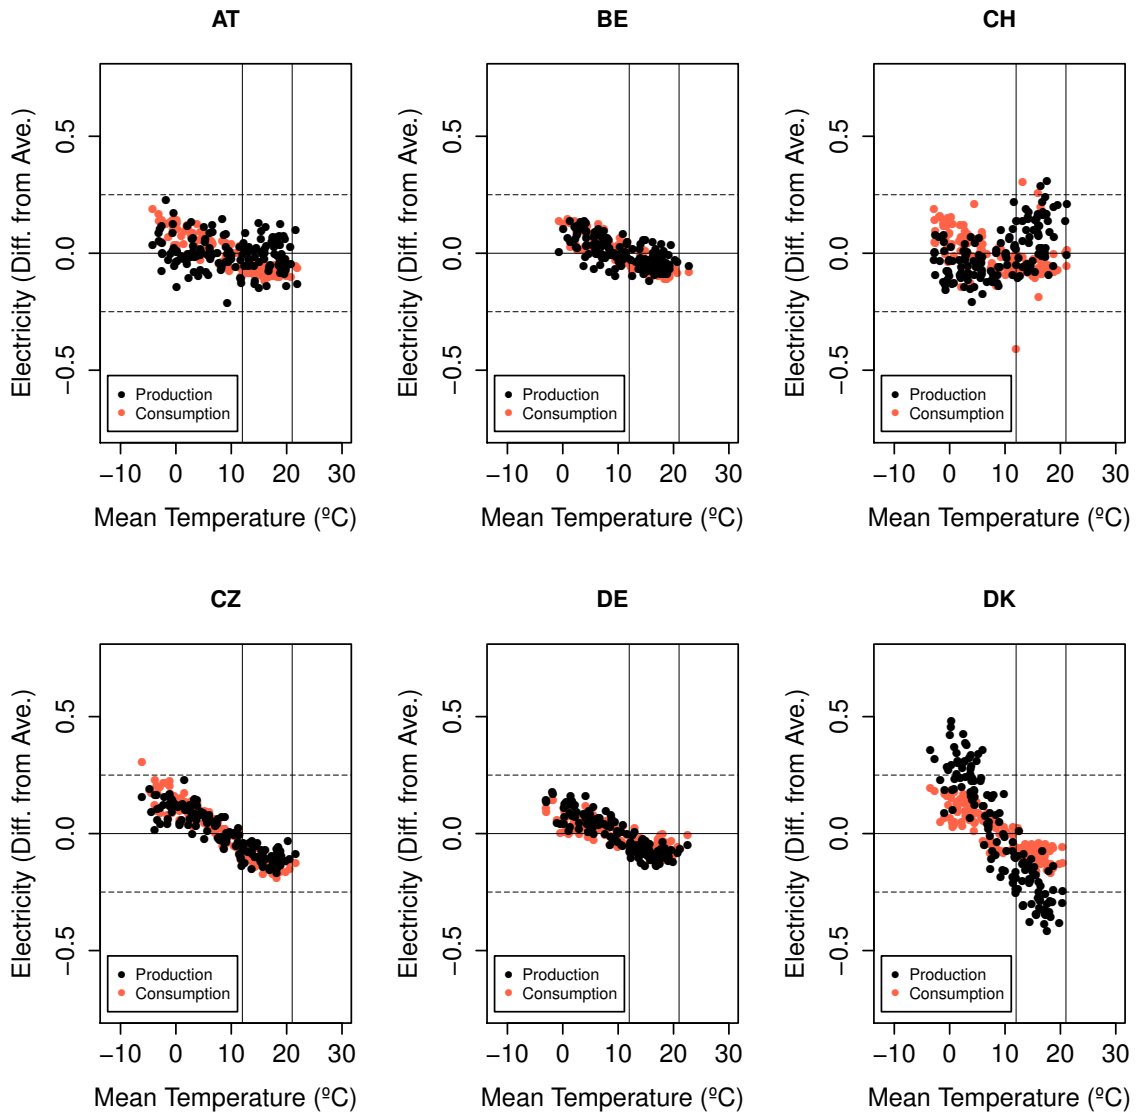 AT
Electricity (Diff. from Ave.)
0.5
0.0
−0.5
Production
Consumption
−10 0 10 20 30
Mean Temperature (ºC)
BE
Electricity (Diff. from Ave.)
0.5
0.0
−0.5
Production
Consumption
−10 0 10 20 30
Mean Temperature (ºC)
CH
Electricity (Diff. from Ave.)
0.5
0.0
−0.5
Production
Consumption
−10 0 10 20 30
Mean Temperature (ºC)
CZ
Electricity (Diff. from Ave.)
0.5
0.0
−0.5
Production
Consumption
−10 0 10 20 30
Mean Temperature (ºC)
DE
Electricity (Diff. from Ave.)
0.5
0.0
−0.5
Production
Consumption
−10 0 10 20 30
Mean Temperature (ºC)
DK
Electricity (Diff. from Ave.)
0.5
0.0
−0.5
Production
Consumption
−10 0 10 20 30
Mean Temperature (ºC)